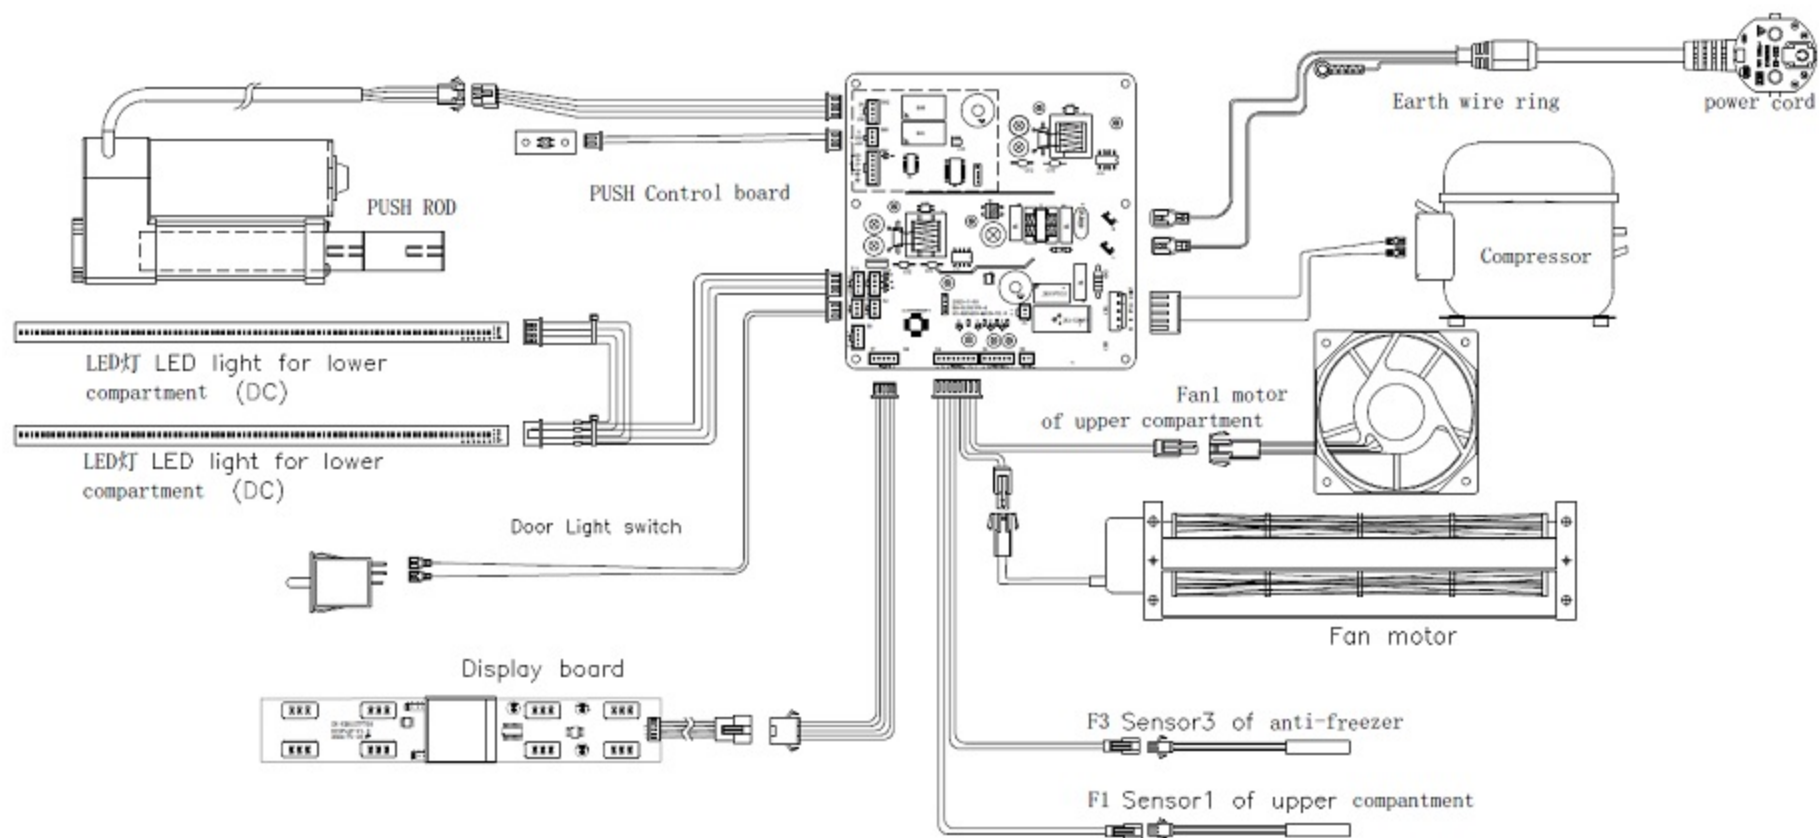 Earth wire ring
power cord
PUSH Control board
PUSH ROD
Compressor
LED灯 LED light for lower
compartment (DC)
Fan1 motor
of upper compartment
LED灯 LED light for lower
compartment (DC)
Door Light switch
Fan motor
Display board
F3 Sensor3 of anti-freezer
F1 Sensor1 of upper compantment